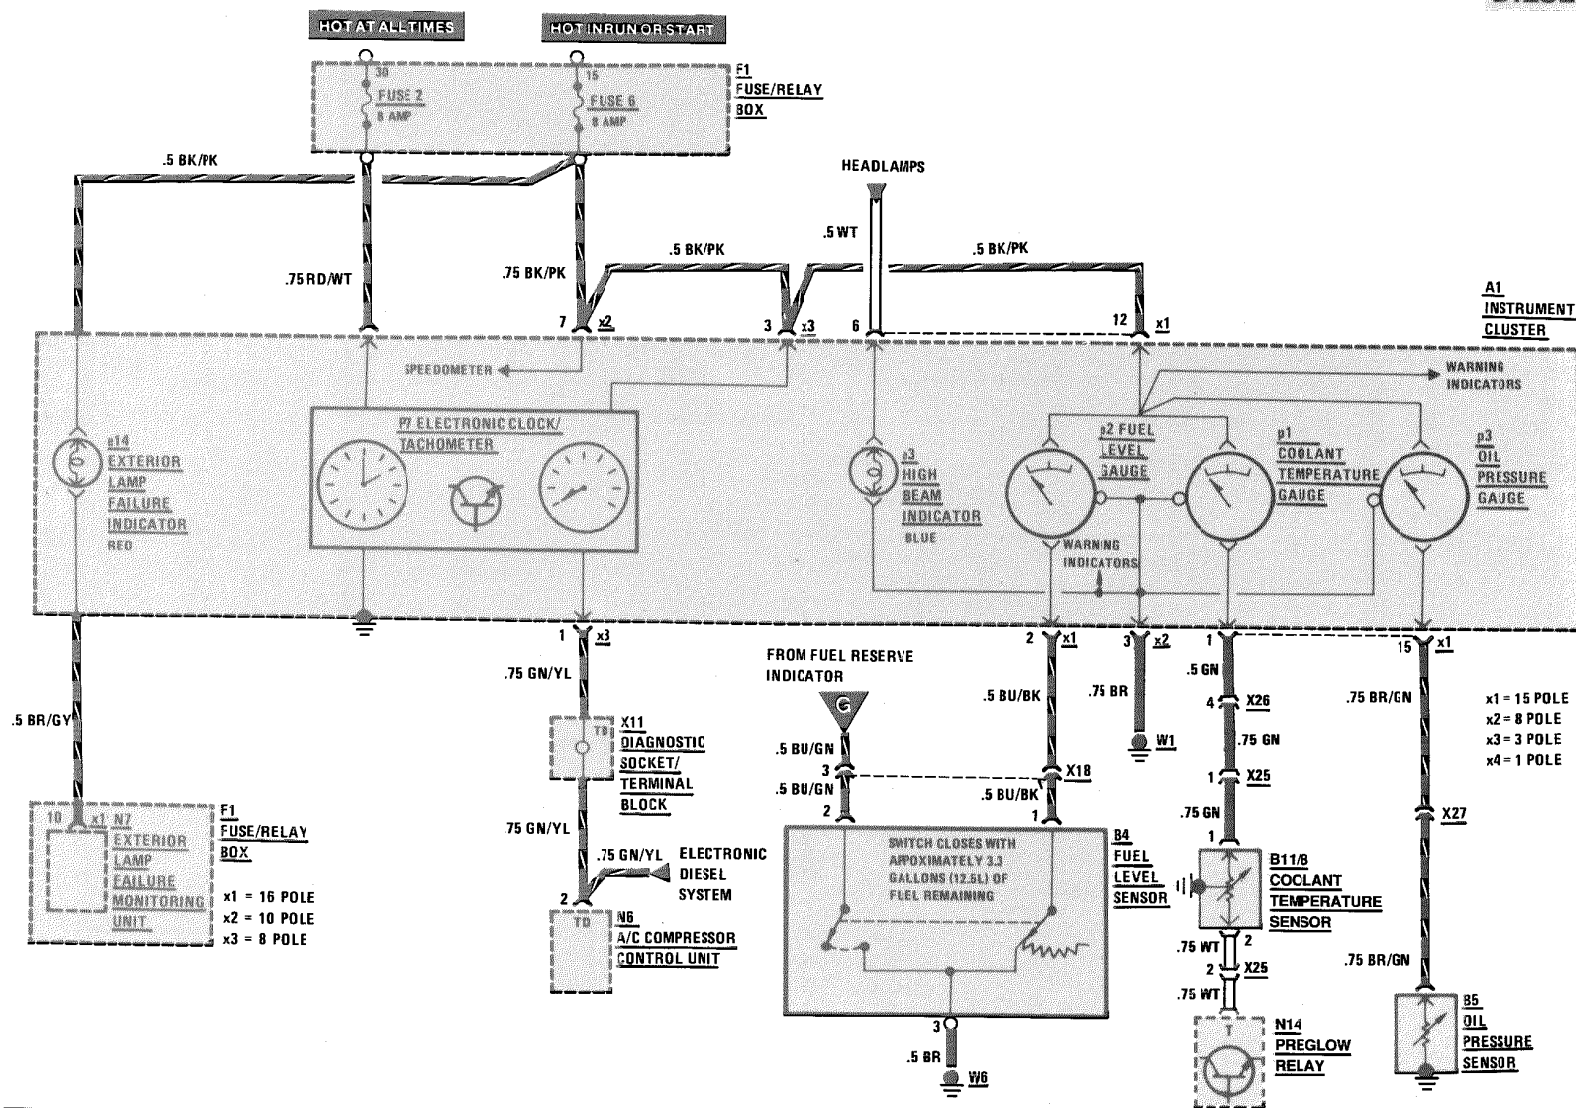 HOT AT ALL TIMES
HOT IN RUN OR START
30
FUSE 2
8 AMP
15
FUSE 6
8 AMP
F1
FUSE/RELAY
BOX
.5 BK/PK
HEADLAMPS
.75 RD/WT
.75 BK/PK
.5 BK/PK
.5 WT
.5 BK/PK
A1
INSTRUMENT
CLUSTER
7
x2
3
x3
6
12
x1
SPEEDOMETER
WARNING
INDICATORS
e14
EXTERIOR
LAMP
FAILURE
INDICATOR
RED
P7 ELECTRONIC CLOCK/
TACHOMETER
e3
HIGH
BEAM
INDICATOR
BLUE
p2 FUEL
LEVEL
GAUGE
p1
COOLANT
TEMPERATURE
GAUGE
p3
OIL
PRESSURE
GAUGE
WARNING
INDICATORS
1
x3
2
x1
3
x2
1
15
x1
FROM FUEL RESERVE
INDICATOR
G
.75 GN/YL
.5 BU/BK
.75 BR
.5 GN
.75 BR/GN
x1 = 15 POLE
x2 = 8 POLE
x3 = 3 POLE
x4 = 1 POLE
.5 BR/GY
X11
DIAGNOSTIC
SOCKET/
TERMINAL
BLOCK
.5 BU/GN
3
.5 BU/GN
2
X18
.5 BU/BK
1
W1
4
X26
.75 GN
1
X25
.75 GN
1
X27
10
x1 N7
EXTERIOR
LAMP
FAILURE
MONITORING
UNIT
F1
FUSE/RELAY
BOX
x1 = 16 POLE
x2 = 10 POLE
x3 = 8 POLE
.75 GN/YL
.75 GN/YL
ELECTRONIC
DIESEL
SYSTEM
2
TD
N6
A/C COMPRESSOR
CONTROL UNIT
SWITCH CLOSES WITH
APPOXIMATELY 3.3
GALLONS (12.5L) OF
FUEL REMAINING
B4
FUEL
LEVEL
SENSOR
3
.5 BR
W6
B11/8
COCLANT
TEMPERATURE
SENSOR
2
.75 WT
2
X25
.75 WT
T
N14
PREGLOW
RELAY
.75 BR/GN
B5
OIL
PRESSURE
SENSOR